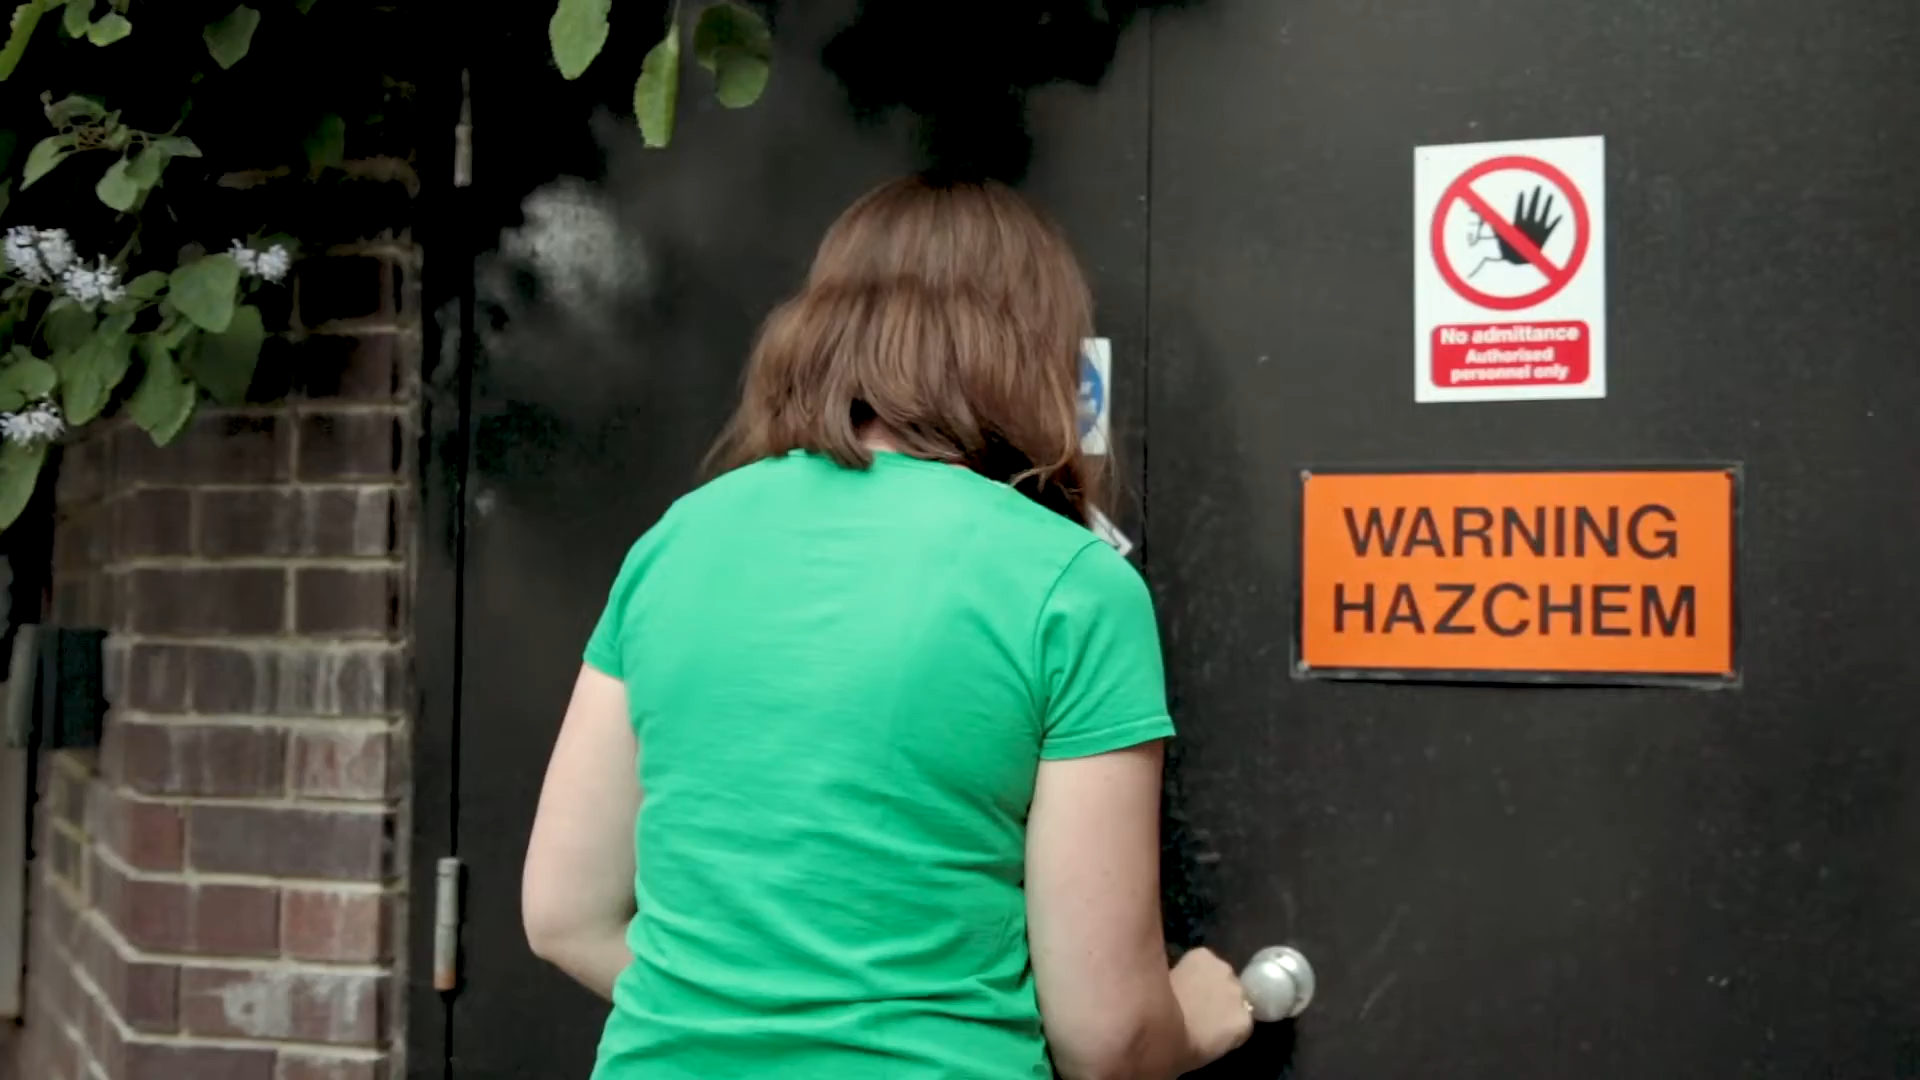 No admittance
Authorised
personnel only
WARNING
HAZCHEM